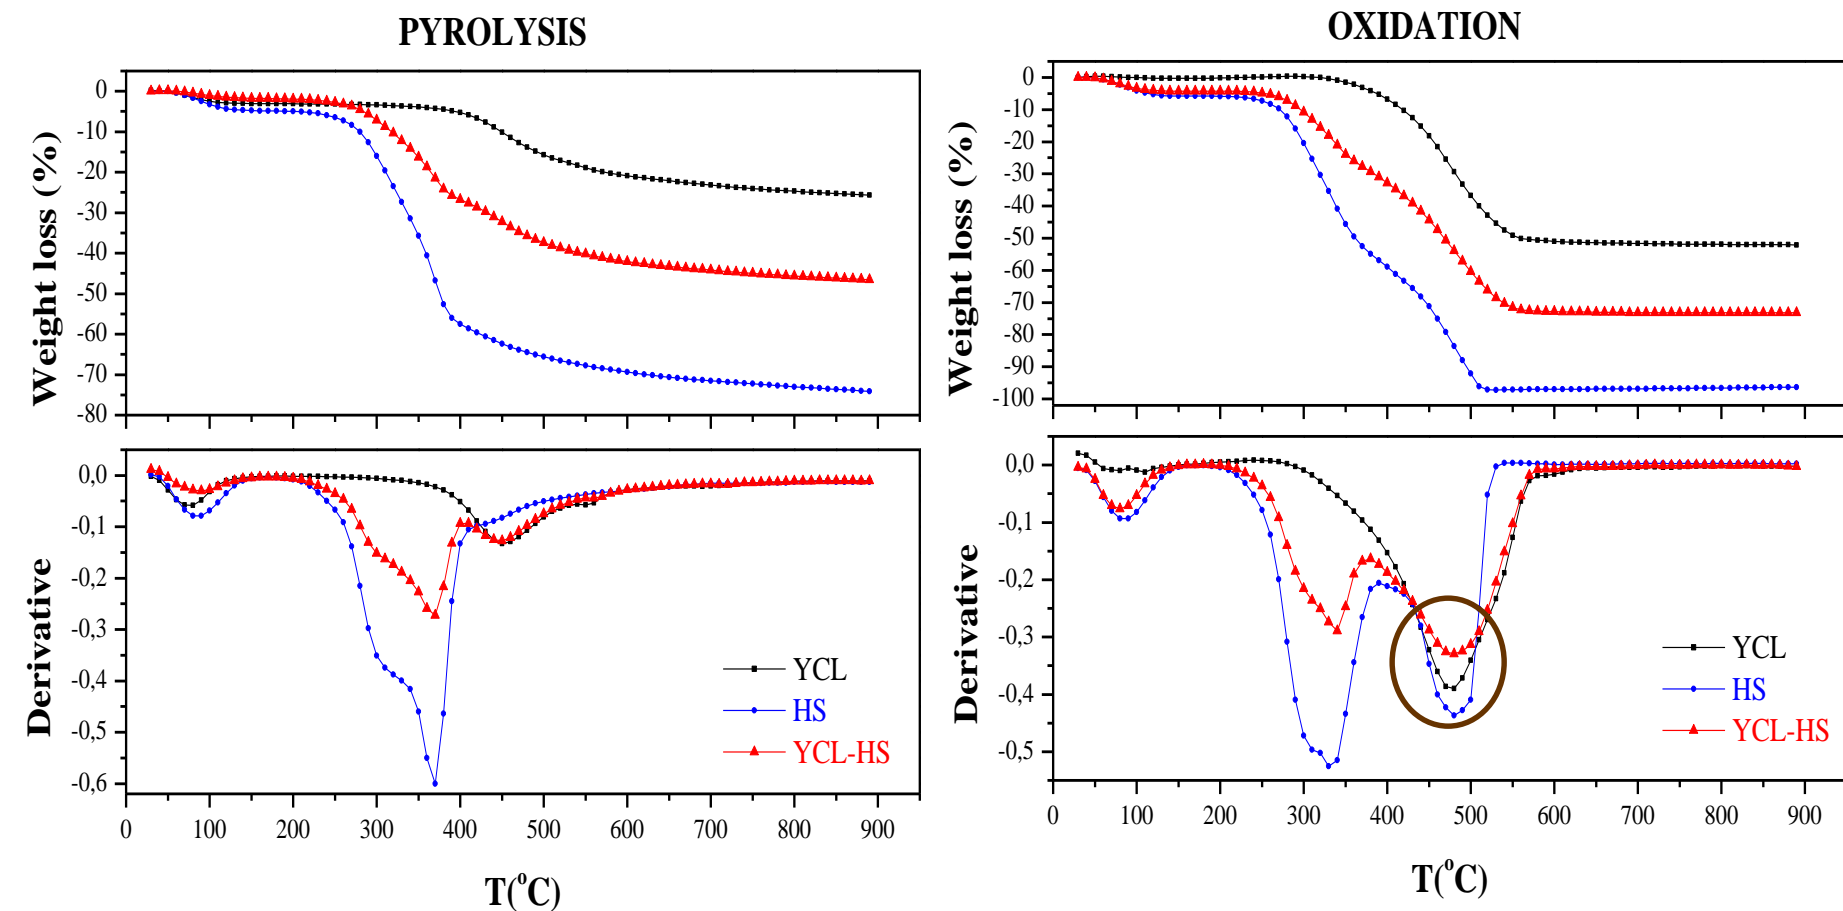 PYROLYSIS
0
-10
-20
-30
-40
-50
-60
-70
-80
Weight loss (%)
0,0
-0,1
-0,2
-0,3
-0,4
-0,5
-0,6
Derivative
YCL
HS
YCL-HS
0 100 200 300 400 500 600 700 800 900
T(°C)
OXIDATION
0
-10
-20
-30
-40
-50
-60
-70
-80
-90
-100
Weight loss (%)
0,0
-0,1
-0,2
-0,3
-0,4
-0,5
Derivative
YCL
HS
YCL-HS
0 100 200 300 400 500 600 700 800 900
T(°C)